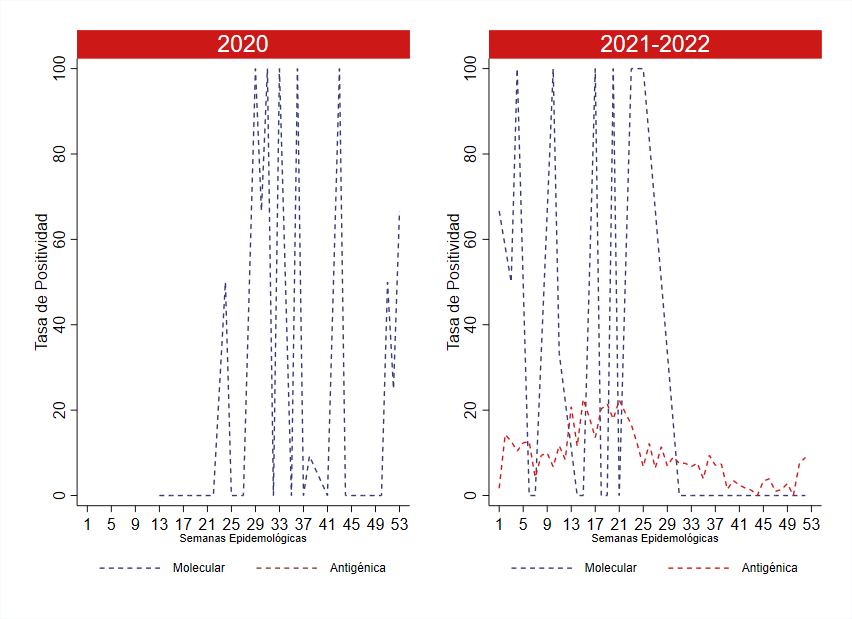 2020
100
80
60
40
20
0
Tasa de Positividad
1 5 9 13 17 21 25 29 33 37 41 45 49 53
Semanas Epidemológicas
Molecular Antigénica
2021-2022
100
80
60
40
20
0
Tasa de Positividad
1 5 9 13 17 21 25 29 33 37 41 45 49 53
Semanas Epidemológicas
Molecular Antigénica